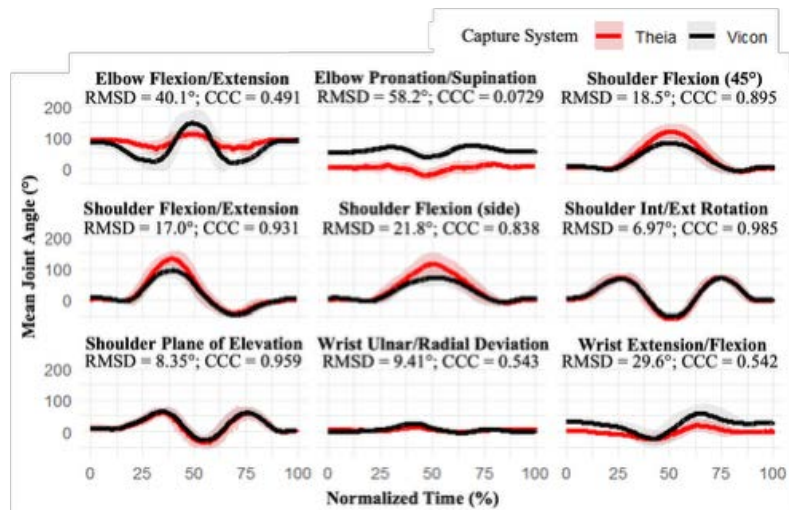 Capture System Theia Vicon
Elbow Flexion/Extension
RMSD = 40.1°; CCC = 0.491
Elbow Pronation/Supination
RMSD = 58.2°; CCC = 0.0729
Shoulder Flexion (45°)
RMSD = 18.5°; CCC = 0.895
200
100
0
Shoulder Flexion/Extension
RMSD = 17.0°; CCC = 0.931
Shoulder Flexion (side)
RMSD = 21.8°; CCC = 0.838
Shoulder Int/Ext Rotation
RMSD = 6.97°; CCC = 0.985
200
100
0
Mean Joint Angle (°)
Shoulder Plane of Elevation
RMSD = 8.35°; CCC = 0.959
Wrist Ulnar/Radial Deviation
RMSD = 9.41°; CCC = 0.543
Wrist Extension/Flexion
RMSD = 29.6°; CCC = 0.542
200
100
0
0 25 50 75 100
0 25 50 75 100
0 25 50 75 100
Normalized Time (%)